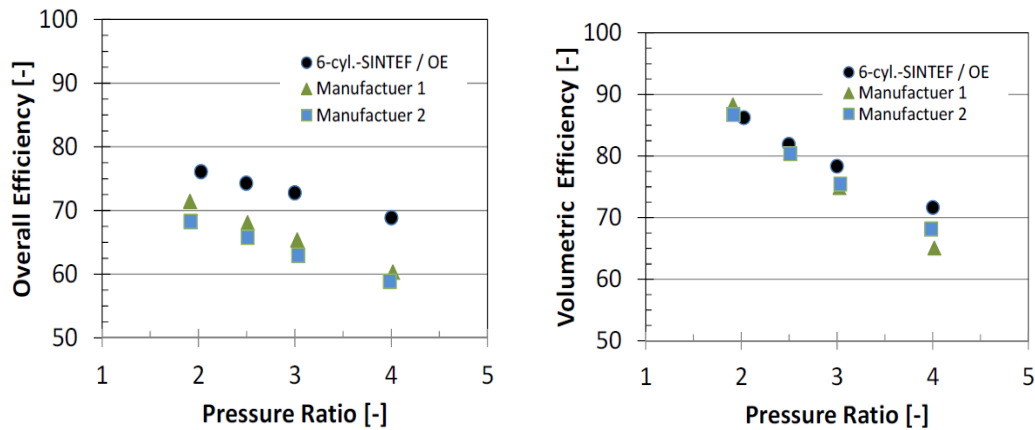 100
90
80
70
60
50
Overall Efficiency [-]
6-cyl.-SINTEF / OE
Manufactuer 1
Manufactuer 2
1 2 3 4 5
Pressure Ratio [-]
100
90
80
70
60
50
Volumetric Efficiency [-]
6-cyl.-SINTEF / OE
Manufactuer 1
Manufactuer 2
1 2 3 4 5
Pressure Ratio [-]